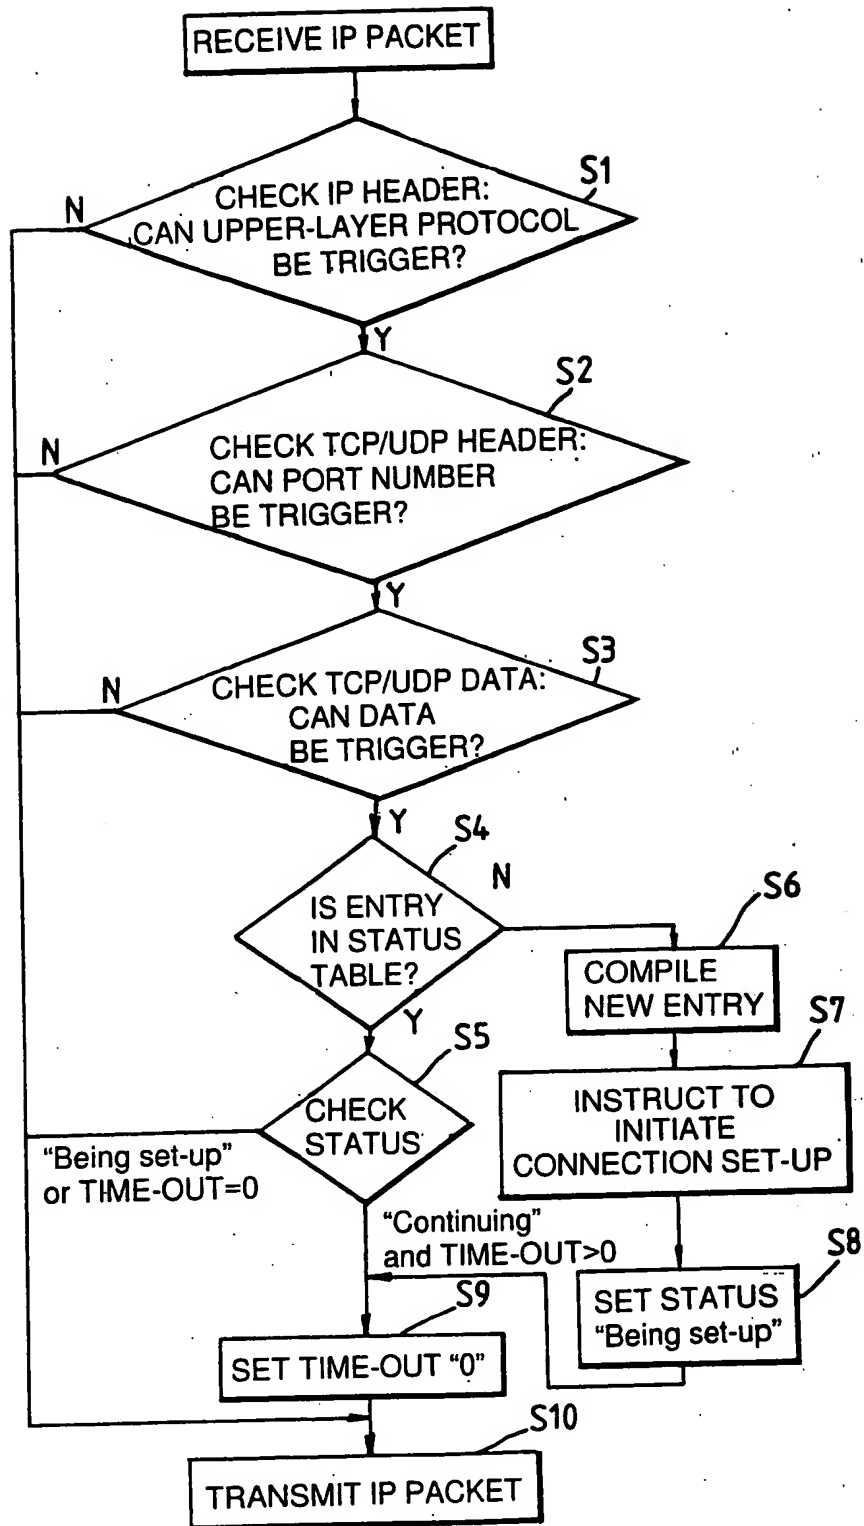 RECEIVE IP PACKET
S1
N
CHECK IP HEADER:
CAN UPPER-LAYER PROTOCOL
BE TRIGGER?
Y
S2
N
CHECK TCP/UDP HEADER:
CAN PORT NUMBER
BE TRIGGER?
Y
S3
N
CHECK TCP/UDP DATA:
CAN DATA
BE TRIGGER?
Y
S4
N
IS ENTRY
IN STATUS
TABLE?
S6
COMPILE
NEW ENTRY
Y
S5
CHECK
STATUS
S7
INSTRUCT TO
INITIATE
CONNECTION SET-UP
"Being set-up"
or TIME-OUT=0
"Continuing"
and TIME-OUT>0
S8
SET STATUS
"Being set-up"
S9
SET TIME-OUT "0"
S10
TRANSMIT IP PACKET